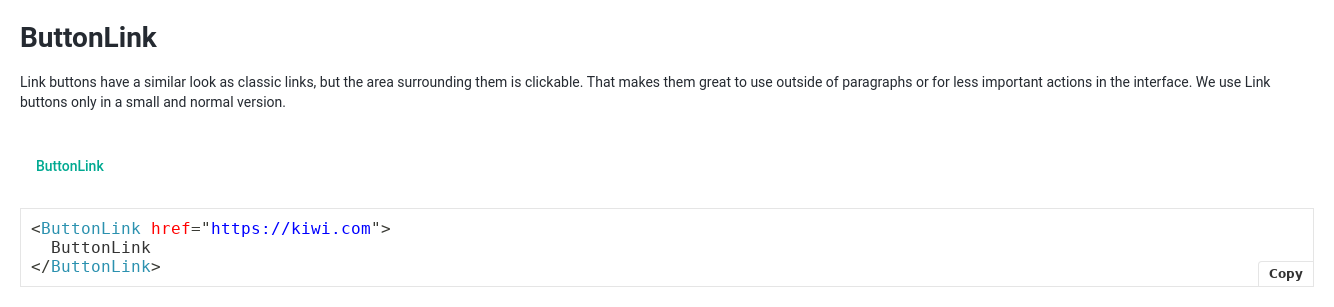 ButtonLink
Link buttons have a similar look as classic links, but the area surrounding them is clickable. That makes them great to use outside of paragraphs or for less important actions in the interface. We use Link
buttons only in a small and normal version.
ButtonLink
<ButtonLink href="https://kiwi.com">
  ButtonLink
</ButtonLink>
Copy